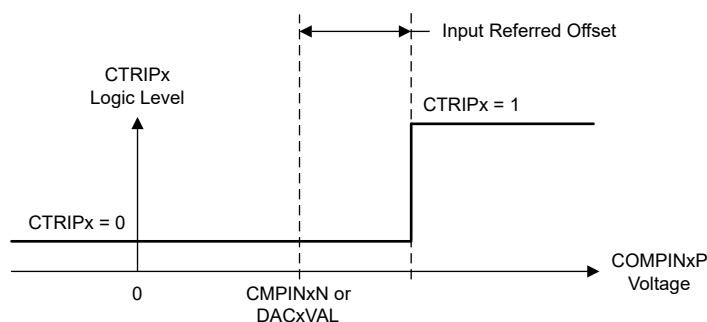 Input Referred Offset
CTRIPx
Logic Level
CTRIPx = 1
CTRIPx = 0
COMPINxP
Voltage
0
CMPINxN or
DACxVAL